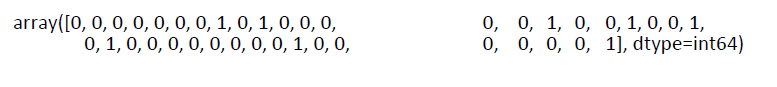 array([0, 0, 0, 0, 0, 0, 0, 1, 0, 1, 0, 0, 0, 0, 0, 1, 0, 0, 1, 0, 0, 1,
0, 1, 0, 0, 0, 0, 0, 0, 0, 1, 0, 0, 0, 0, 0, 0, 1], dtype=int64)